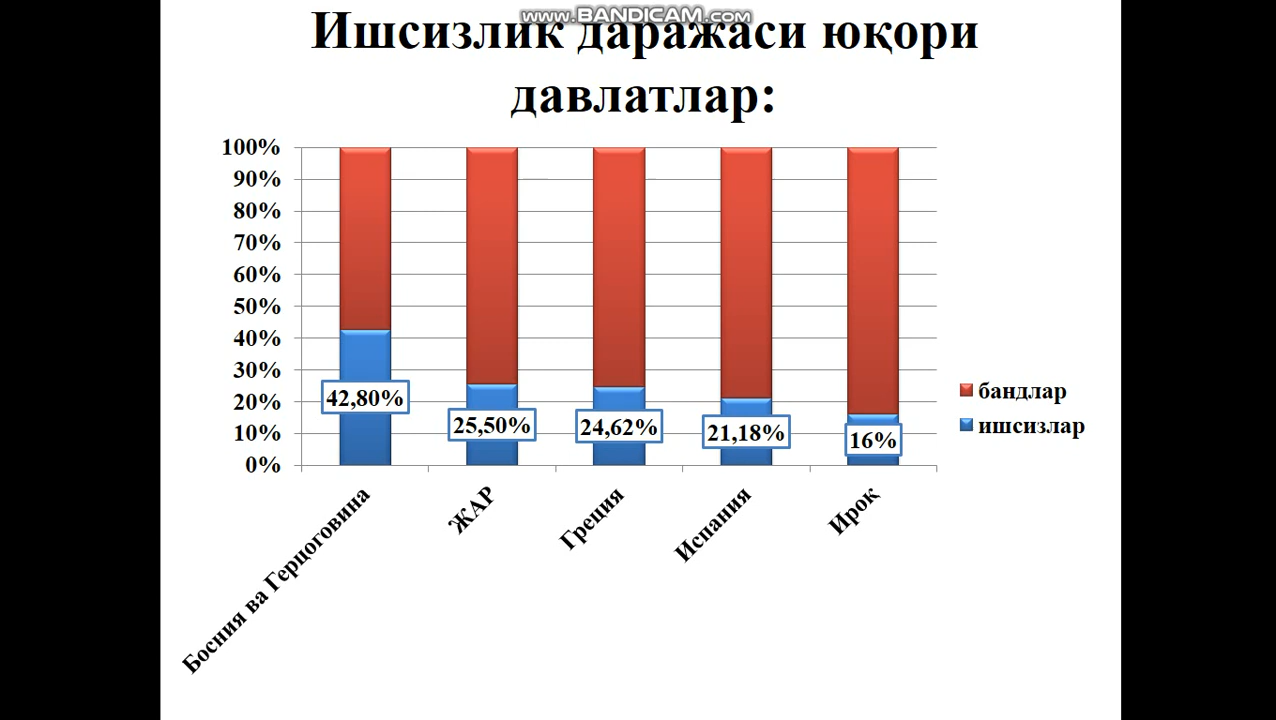 www.BANDICAM.com
Ишсизлик даражаси юқори
давлатлар:
100%
90%
80%
70%
60%
50%
40%
30%
20%
10%
0%
42,80%
25,50%
24,62%
21,18%
16%
бандлар
ишсизлар
Босния ва Герцоговина
ЖАР
Греция
Испания
Ироқ